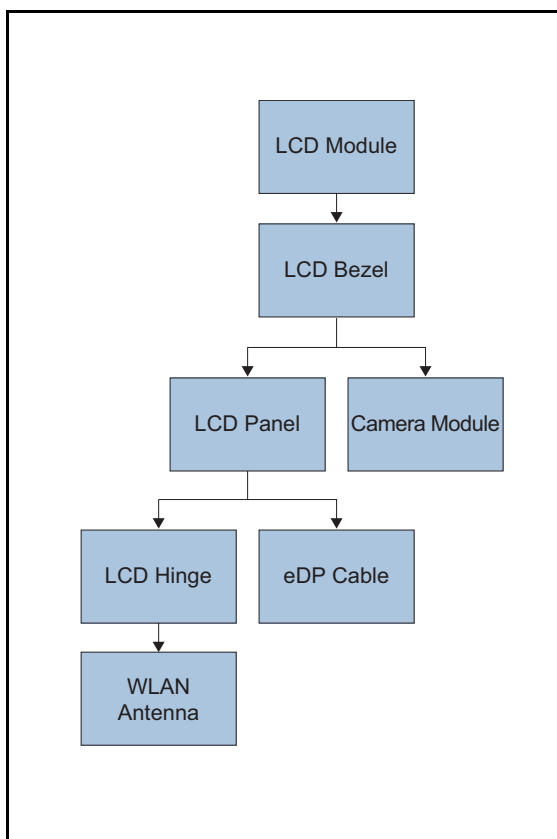 LCD Module
LCD Bezel
LCD Panel
Camera Module
LCD Hinge
eDP Cable
WLAN
Antenna